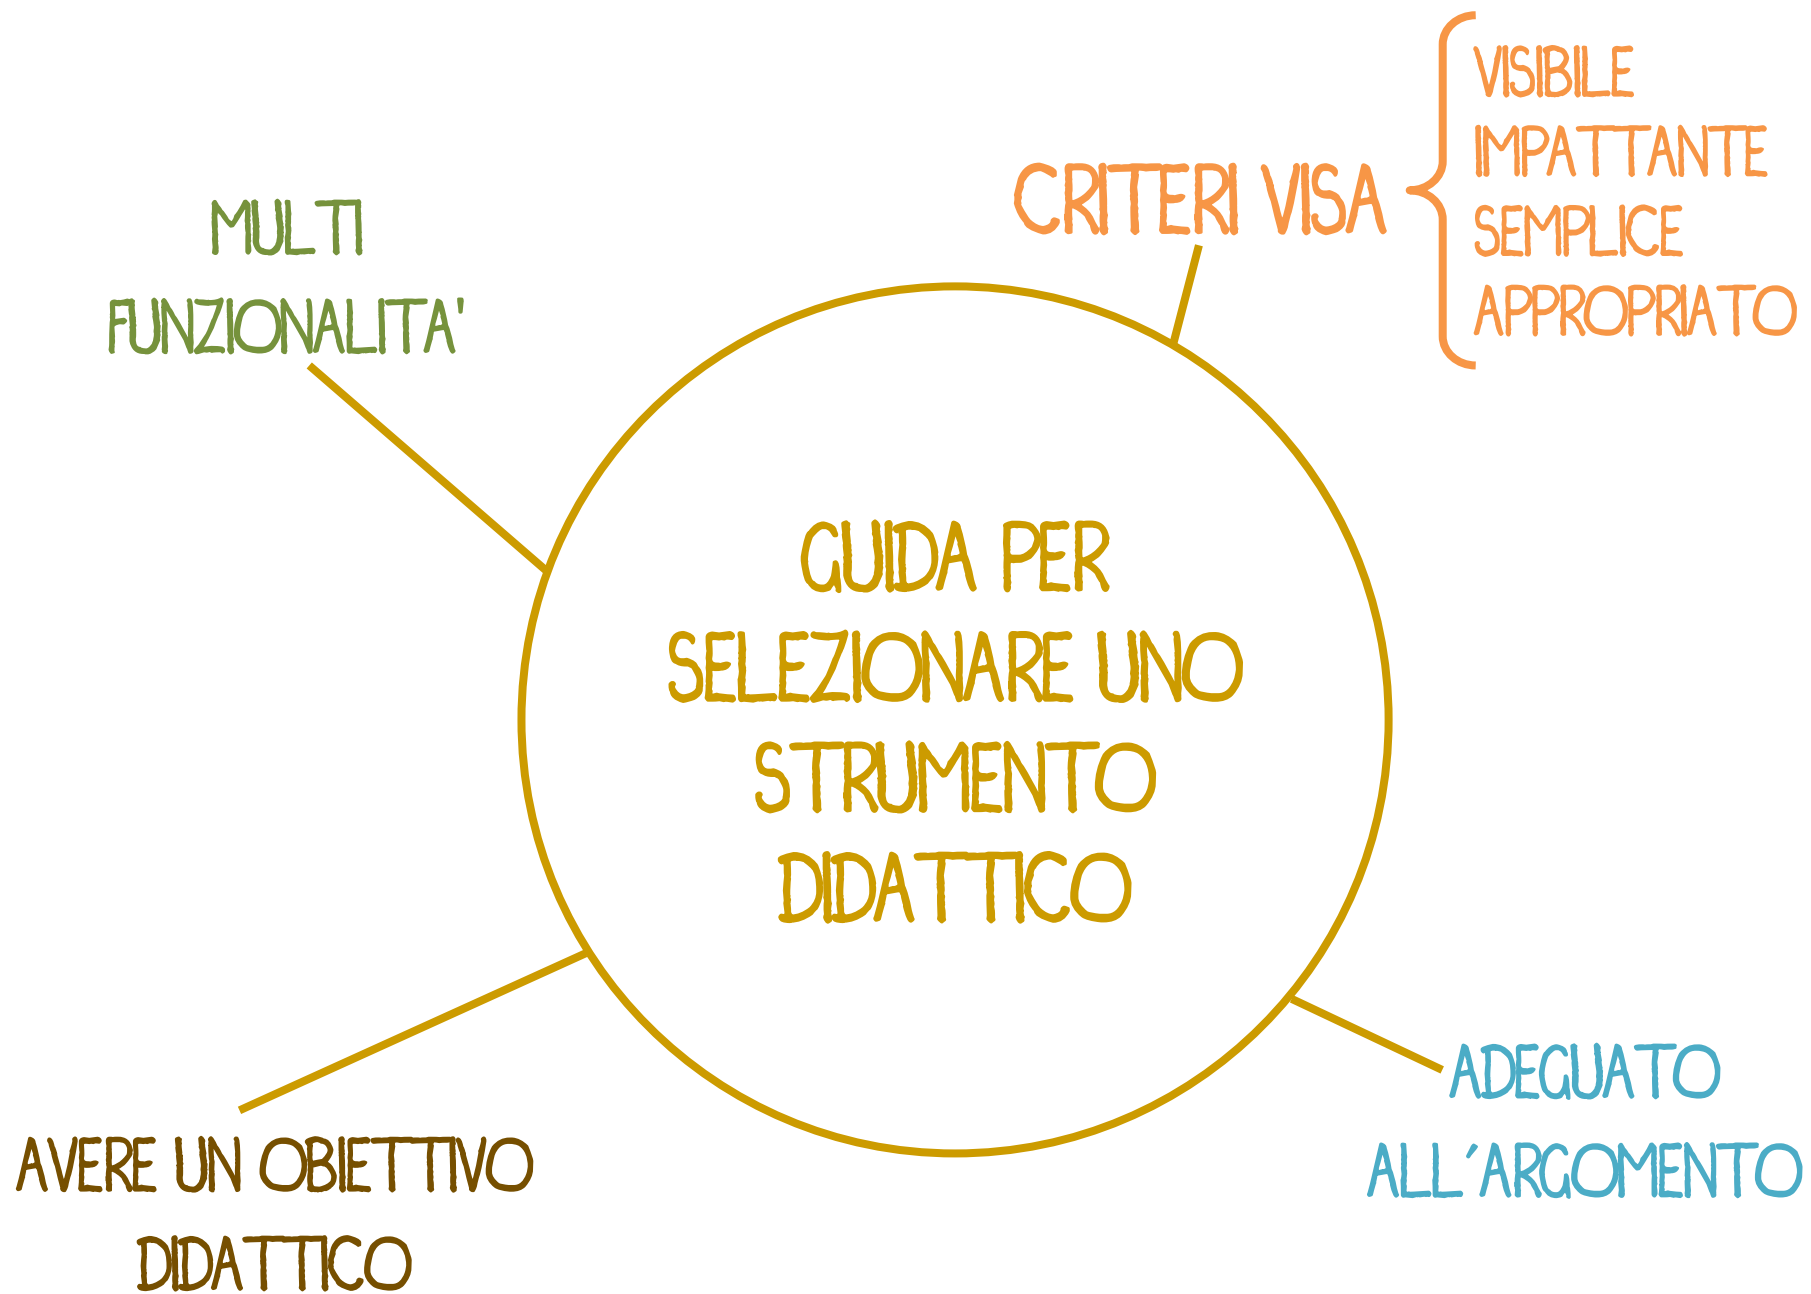 MULTI
FUNZIONALITA'
CRITERI VISA
VISIBILE
IMPATTANTE
SEMPLICE
APPROPRIATO
GUIDA PER
SELEZIONARE UNO
STRUMENTO
DIDATTICO
AVERE UN OBIETTIVO
DIDATTICO
ADEGUATO
ALL'ARGOMENTO